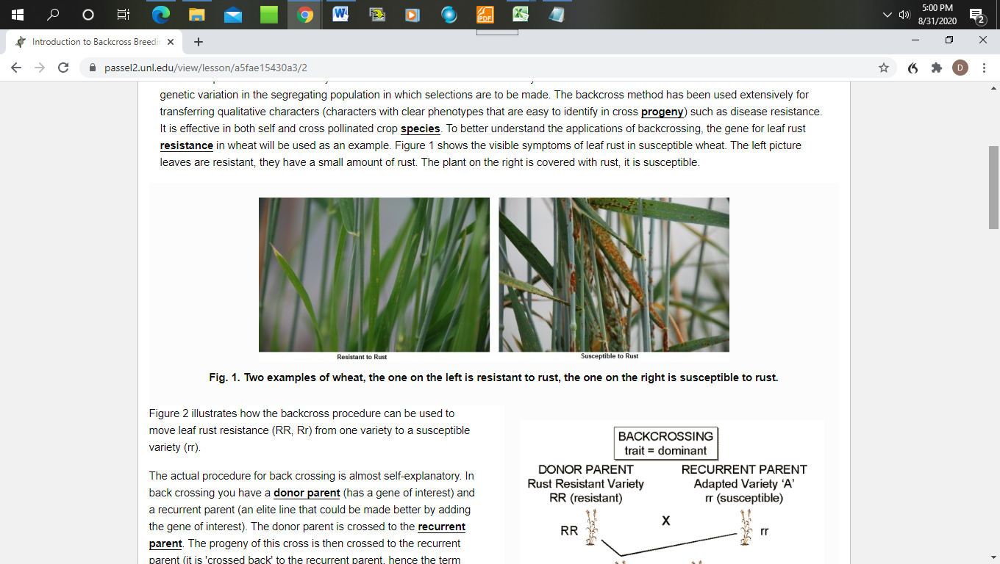 5:00 PM
8/31/2020
2
Introduction to Backcross Breedin
passel2.unl.edu/view/lesson/a5fae15430a3/2
D
genetic variation in the segregating population in which selections are to be made. The backcross method has been used extensively for
transferring qualitative characters (characters with clear phenotypes that are easy to identify in cross progeny) such as disease resistance.
It is effective in both self and cross pollinated crop species. To better understand the applications of backcrossing, the gene for leaf rust
resistance in wheat will be used as an example. Figure 1 shows the visible symptoms of leaf rust in susceptible wheat. The left picture
leaves are resistant, they have a small amount of rust. The plant on the right is covered with rust, it is susceptible.
Resistant to Rust
Susceptible to Rust
Fig. 1. Two examples of wheat, the one on the left is resistant to rust, the one on the right is susceptible to rust.
Figure 2 illustrates how the backcross procedure can be used to
move leaf rust resistance (RR, Rr) from one variety to a susceptible
variety (rr).
The actual procedure for back crossing is almost self-explanatory. In
back crossing you have a donor parent (has a gene of interest) and
a recurrent parent (an elite line that could be made better by adding
the gene of interest). The donor parent is crossed to the recurrent
parent. The progeny of this cross is then crossed to the recurrent
parent (it is 'crossed back' to the recurrent parent, hence the term
BACKCROSSING
trait = dominant
DONOR PARENT
Rust Resistant Variety
RR (resistant)
RECURRENT PARENT
Adapted Variety ‘A’
rr (susceptible)
RR
X
rr